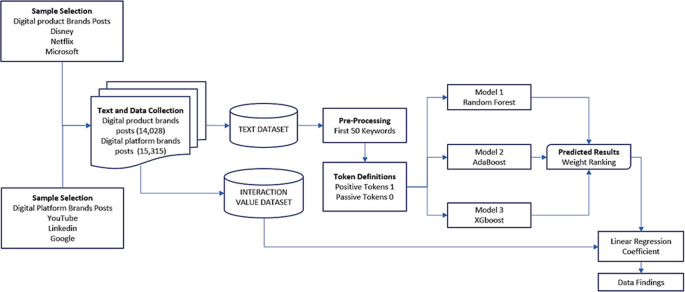 Sample Selection
Digital product Brands Posts
Disney
Netflix
Microsoft
Text and Data Collection
Digital product brands
posts (14,028)
Digital platform brands
posts (15,315)
Sample Selection
Digital Platform Brands Posts
YouTube
Linkedin
Google
TEXT DATASET
INTERACTION
VALUE DATASET
Pre-Processing
First 50 Keywords
Token Definitions
Positive Tokens 1
Passive Tokens 0
Model 1
Random Forest
Model 2
AdaBoost
Model 3
XGboost
Predicted Results
Weight Ranking
Linear Regression
Coefficient
Data Findings